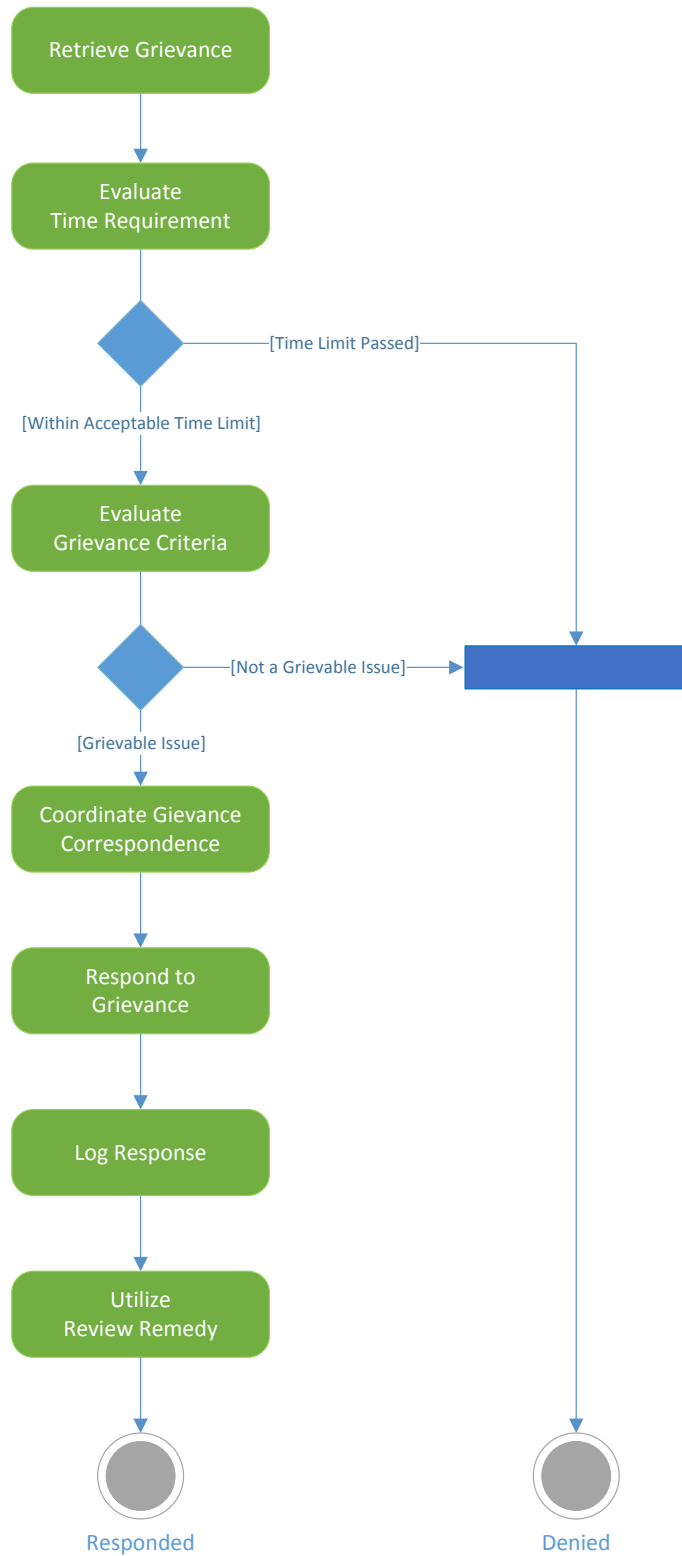 Retrieve Grievance
Evaluate
Time Requirement
[Time Limit Passed]
[Within Acceptable Time Limit]
Evaluate
Grievance Criteria
[Not a Grievable Issue]
[Grievable Issue]
Coordinate Gievance
Correspondence
Respond to
Grievance
Log Response
Utilize
Review Remedy
Responded
Denied